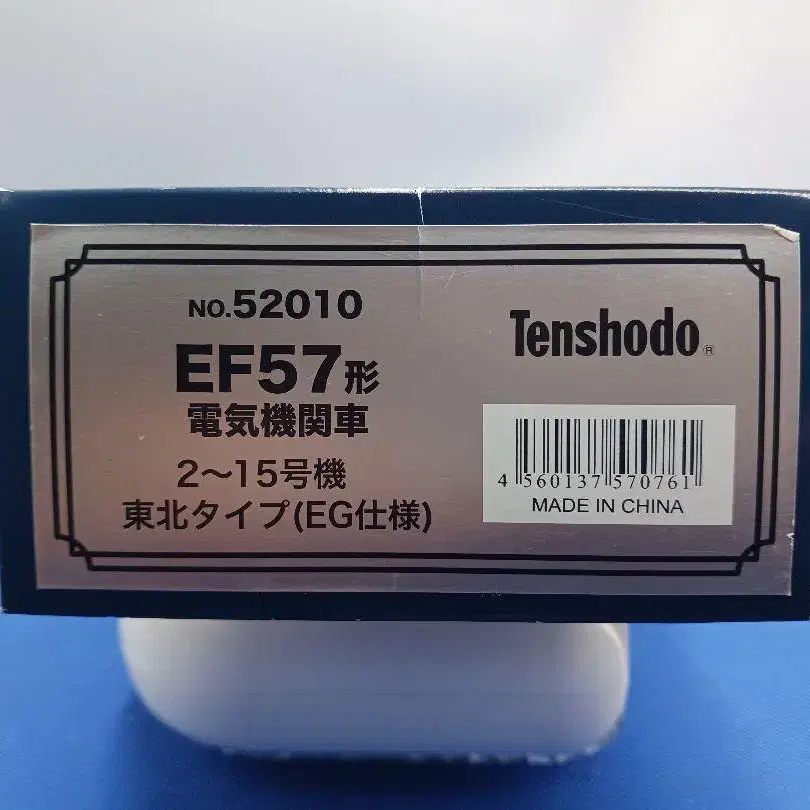 NO.52010
EF57形
電気機関車
2～15号機
東北タイプ(EG仕様)
Tenshodo®
4 560137 570761
MADE IN CHINA